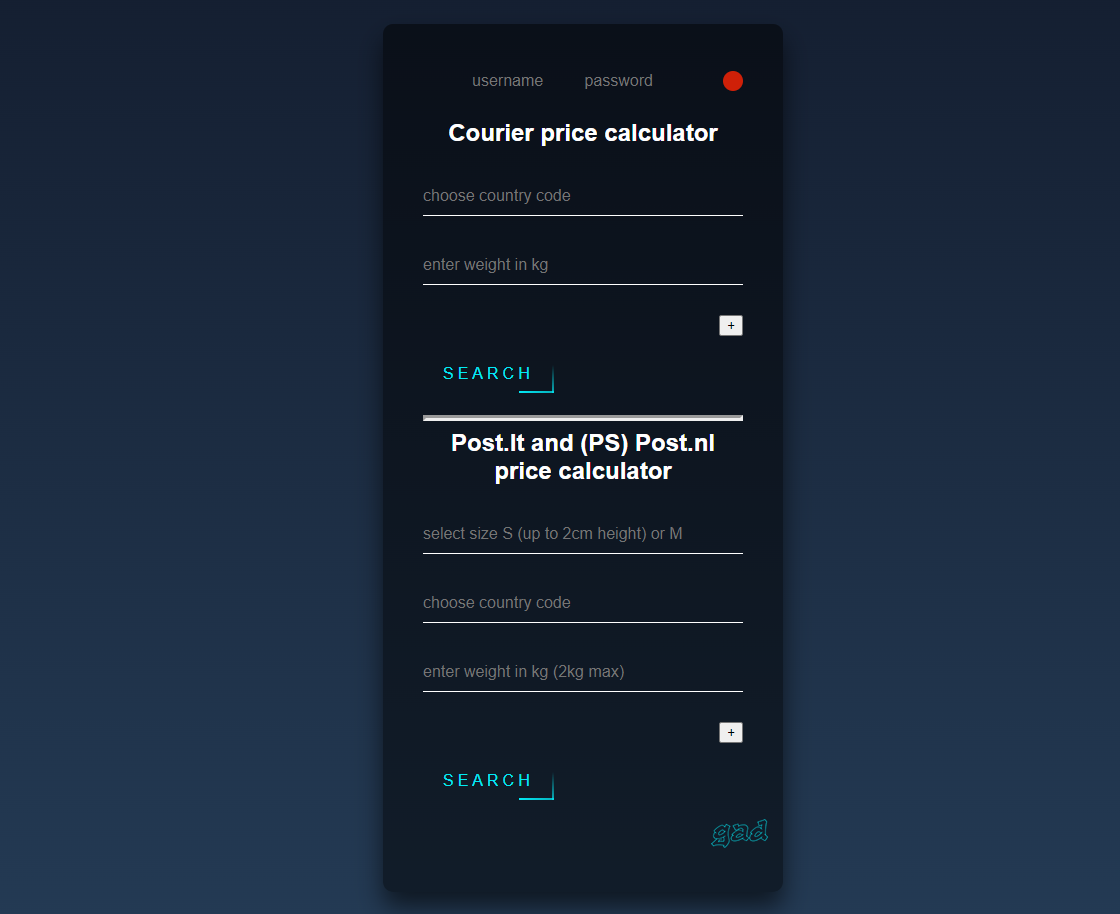 username password
Courier price calculator
choose country code
enter weight in kg
+
SEARCH
Post.lt and (PS) Post.nl
price calculator
select size S (up to 2cm height) or M
choose country code
enter weight in kg (2kg max)
+
SEARCH
gad